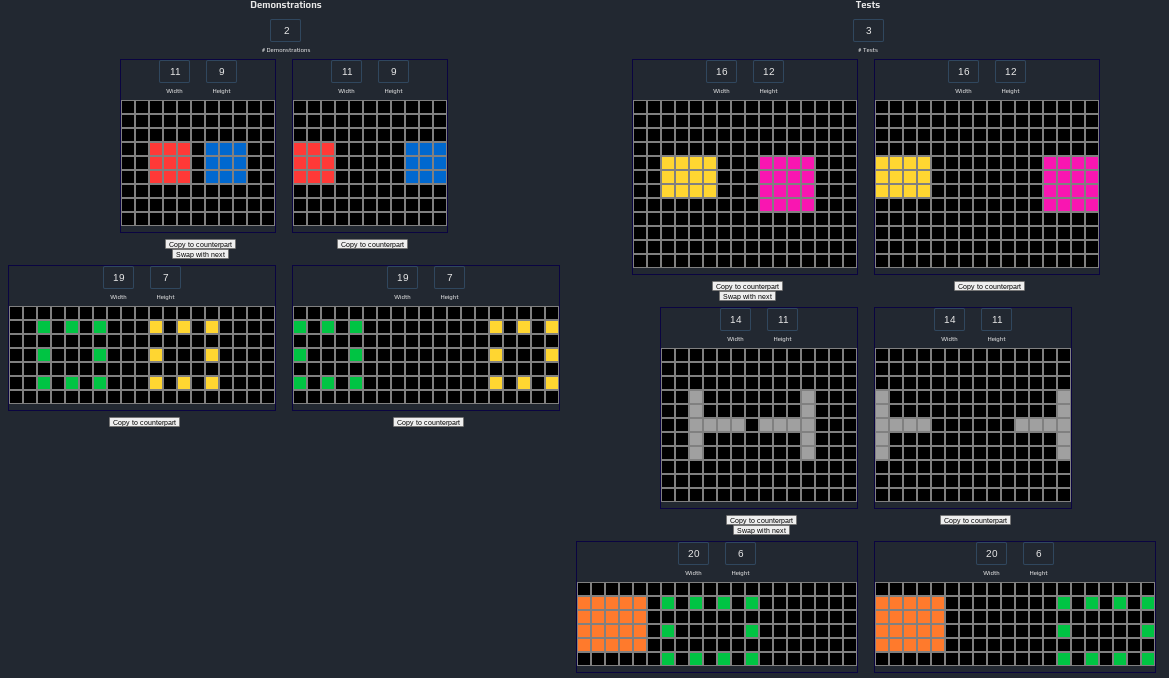 Demonstrations
2
# Demonstrations
11 9
Width Height
11 9
Width Height
Copy to counterpart
Swap with next
Copy to counterpart
19 7
Width Height
19 7
Width Height
Copy to counterpart
Copy to counterpart
Tests
3
# Tests
16 12
Width Height
16 12
Width Height
Copy to counterpart
Swap with next
Copy to counterpart
14 11
Width Height
14 11
Width Height
Copy to counterpart
Swap with next
Copy to counterpart
20 6
Width Height
20 6
Width Height